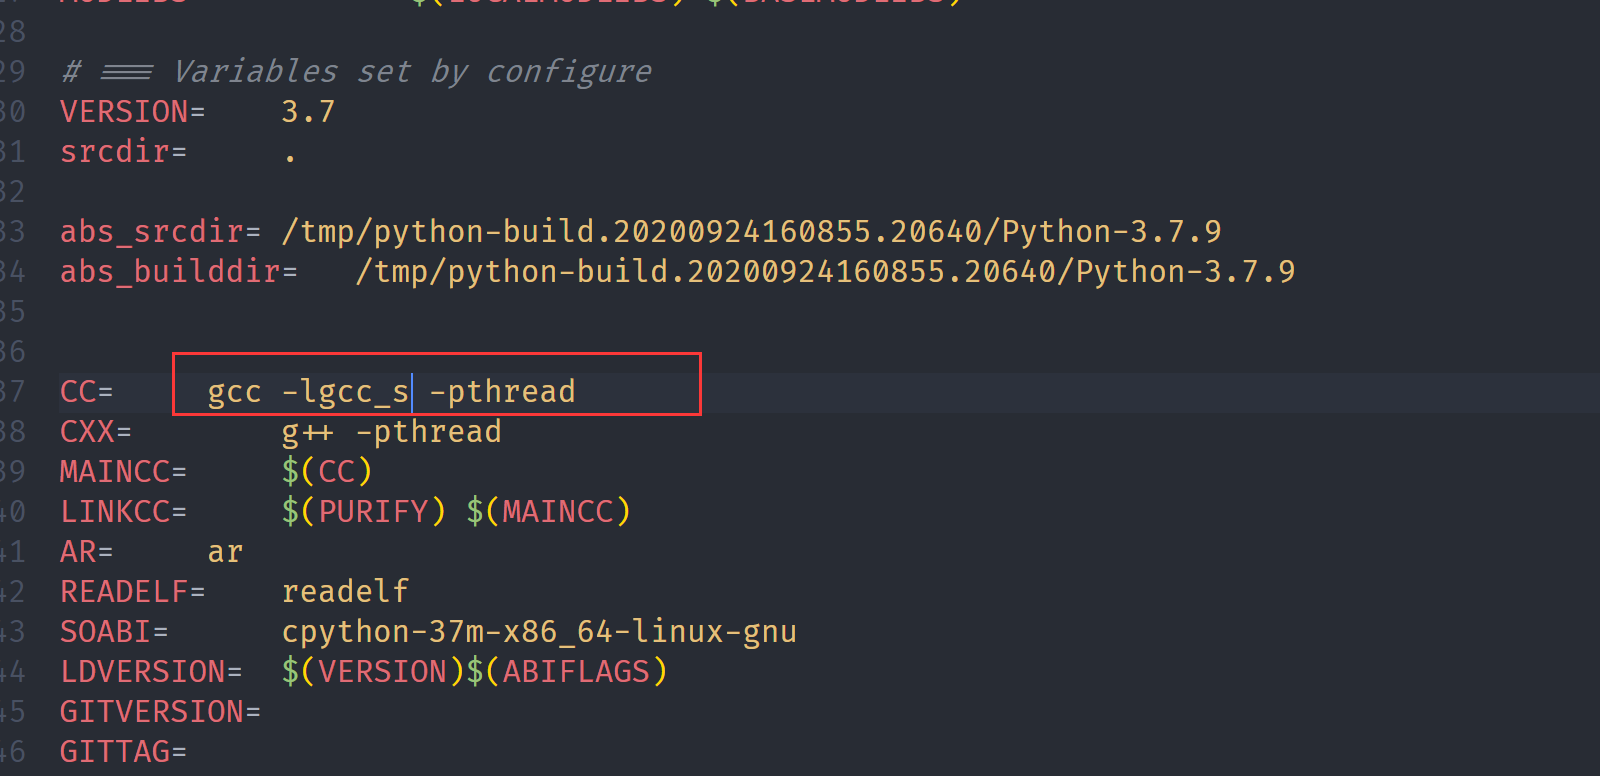 28
29 # === Variables set by configure
30 VERSION= 3.7
31 srcdir= .
32
33 abs_srcdir= /tmp/python-build.20200924160855.20640/Python-3.7.9
34 abs_builddir= /tmp/python-build.20200924160855.20640/Python-3.7.9
35
36
37 CC= gcc -lgcc_s -pthread
38 CXX= g++ -pthread
39 MAINCC= $(CC)
40 LINKCC= $(PURIFY) $(MAINCC)
41 AR= ar
42 READELF= readelf
43 SOABI= cpython-37m-x86_64-linux-gnu
44 LDVERSION= $(VERSION)$(ABIFLAGS)
45 GITVERSION=
46 GITTAG=